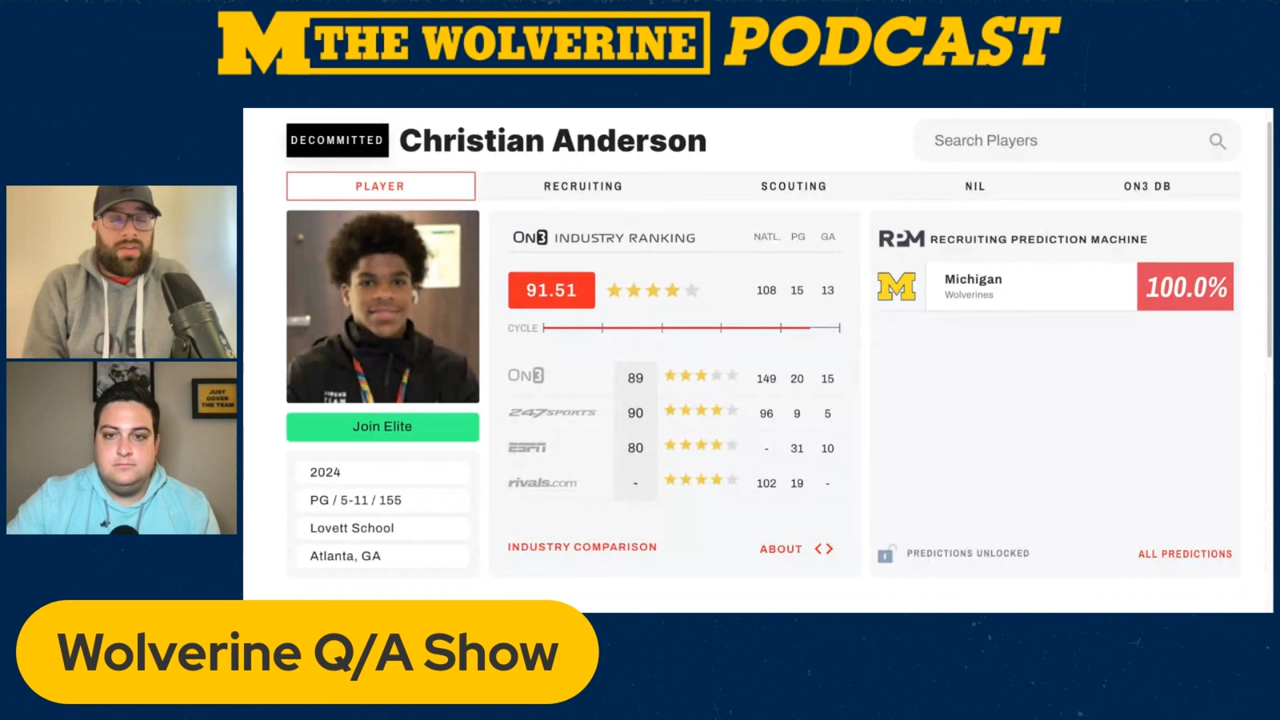 M THE WOLVERINE PODCAST
DECOMMITTED Christian Anderson
Search Players
PLAYER RECRUITING SCOUTING NIL ON3 DB
JUST
COVER
THE TEAM
ON3 INDUSTRY RANKING NATL. PG GA
91.51 108 15 13
CYCLE
ON3 89 149 20 15
247SPORTS 90 96 9 5
ESPN 80 - 31 10
rivals.com - 102 19 -
INDUSTRY COMPARISON ABOUT < >
RPM RECRUITING PREDICTION MACHINE
M Michigan 100.0%
Wolverines
PREDICTIONS UNLOCKED ALL PREDICTIONS
Join Elite
2024
PG / 5-11 / 155
Lovett School
Atlanta, GA
Wolverine Q/A Show